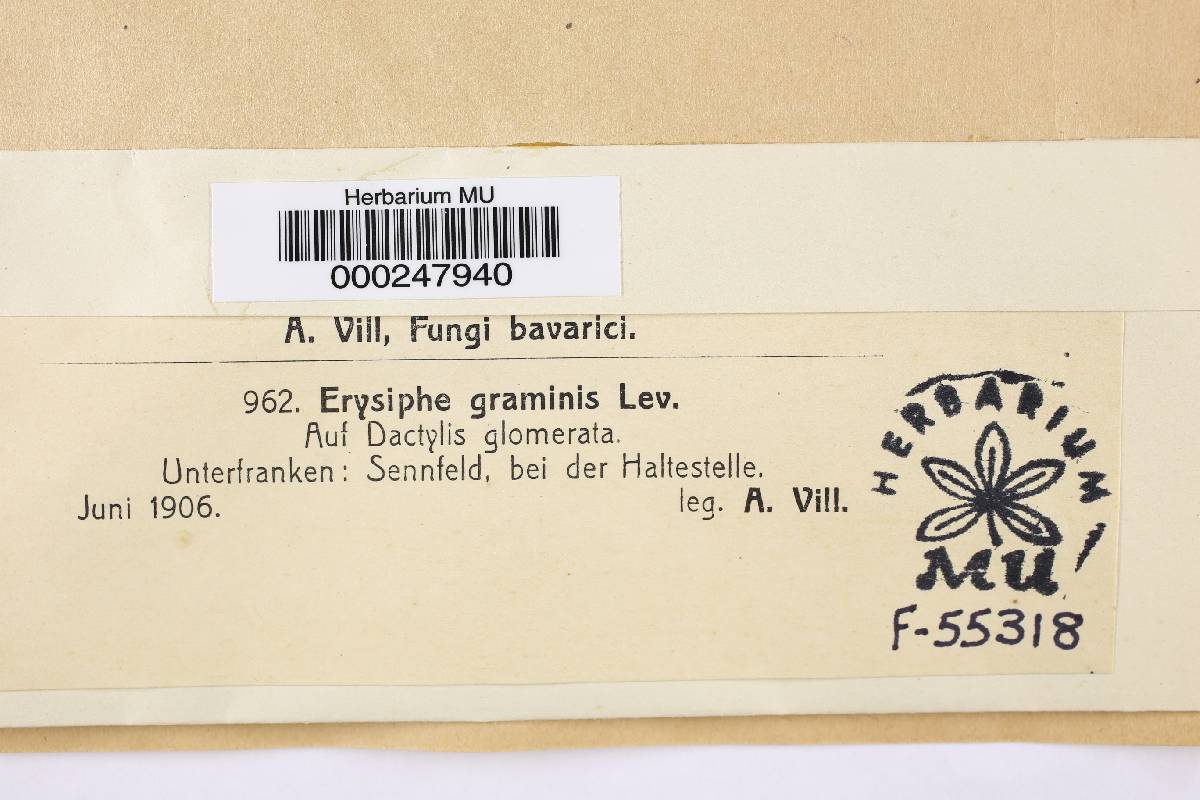 Herbarium MU
000247940
A. Vill, Fungi bavarici.
962. Erysiphe graminis Lev.
Auf Dactylis glomerata.
Unterfranken: Sennfeld, bei der Haltestelle.
Juni 1906. leg. A. Vill.
HERBARIUM
MU
F-55318